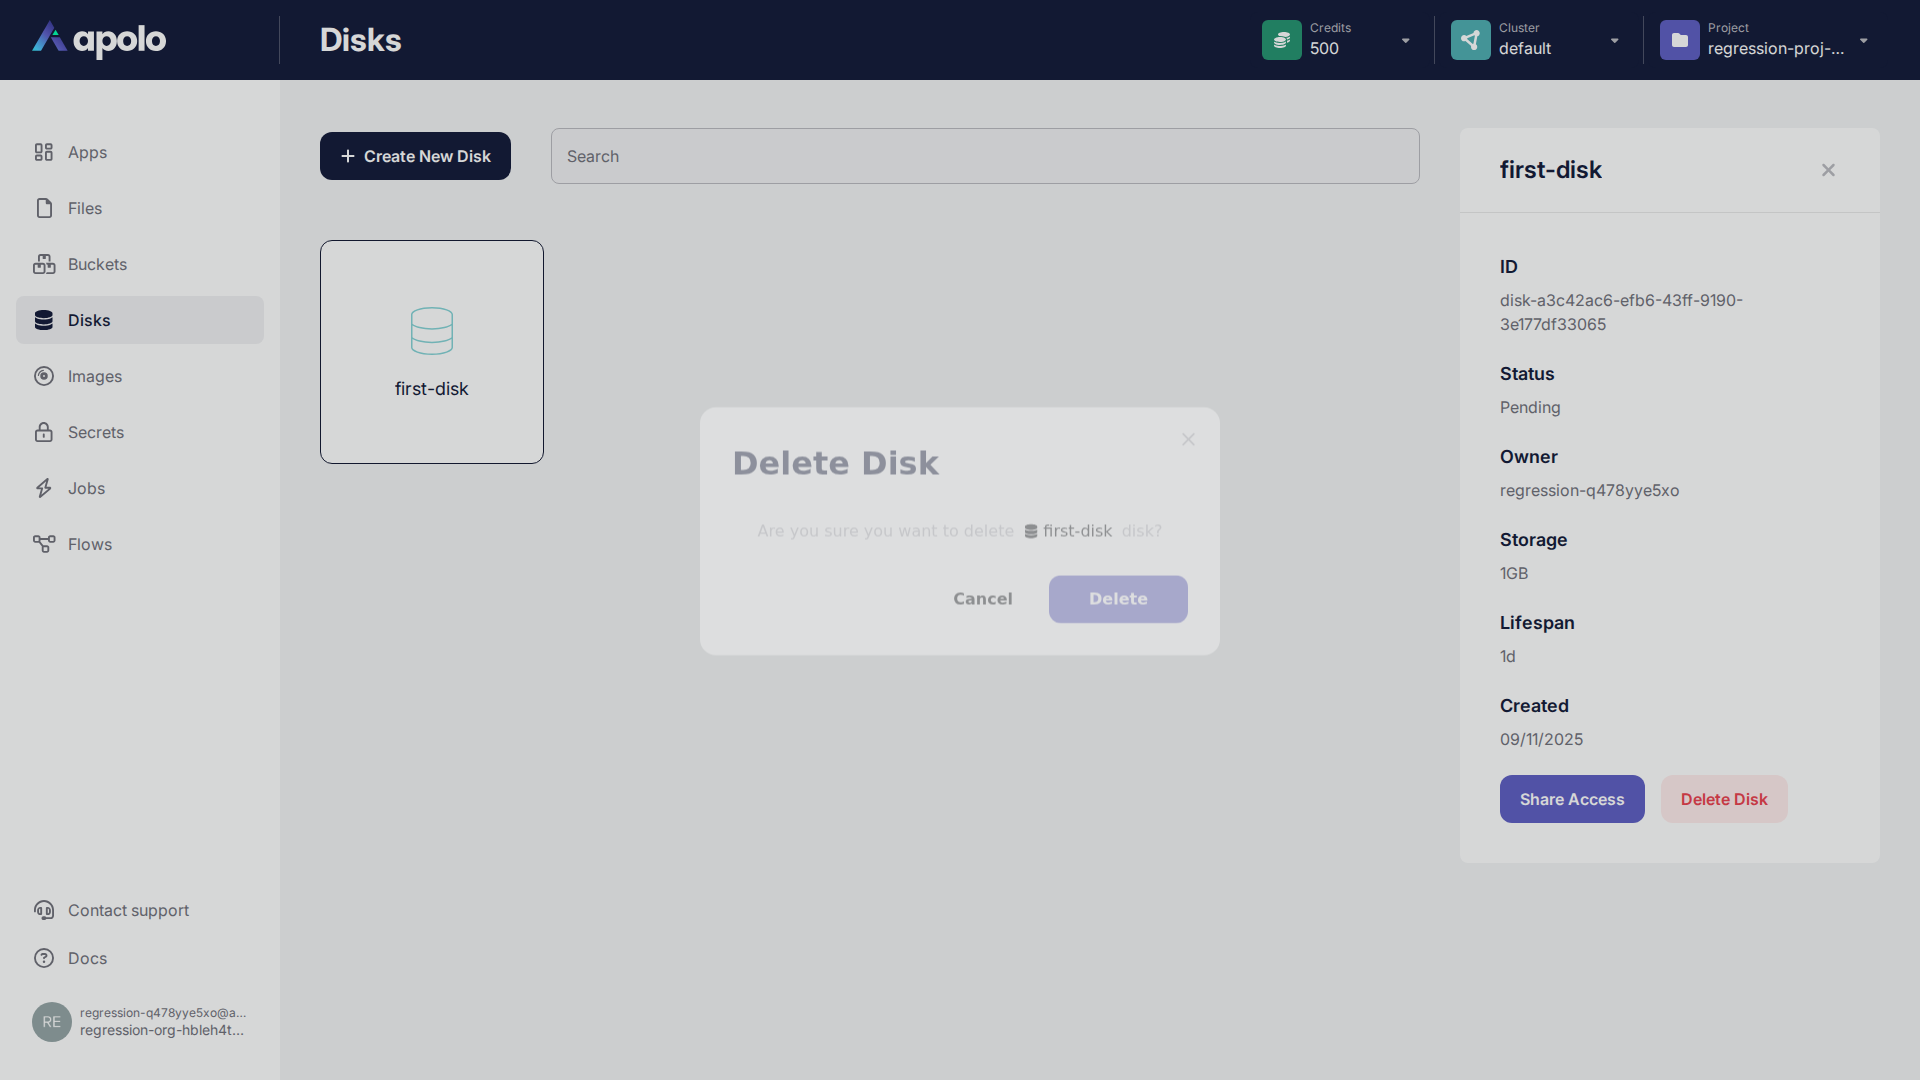 apolo
Disks
Credits
500
Cluster
default
Project
regression-proj-...
Apps
Files
Buckets
Disks
Images
Secrets
Jobs
Flows
Contact support
Docs
RE
regression-q478yye5xo@a...
regression-org-hbleh4t...
Create New Disk
Search
first-disk
Delete Disk
Are you sure you want to delete first-disk disk?
Cancel
Delete
first-disk
ID
disk-a3c42ac6-efb6-43ff-9190-
3e177df33065
Status
Pending
Owner
regression-q478yye5xo
Storage
1GB
Lifespan
1d
Created
09/11/2025
Share Access
Delete Disk